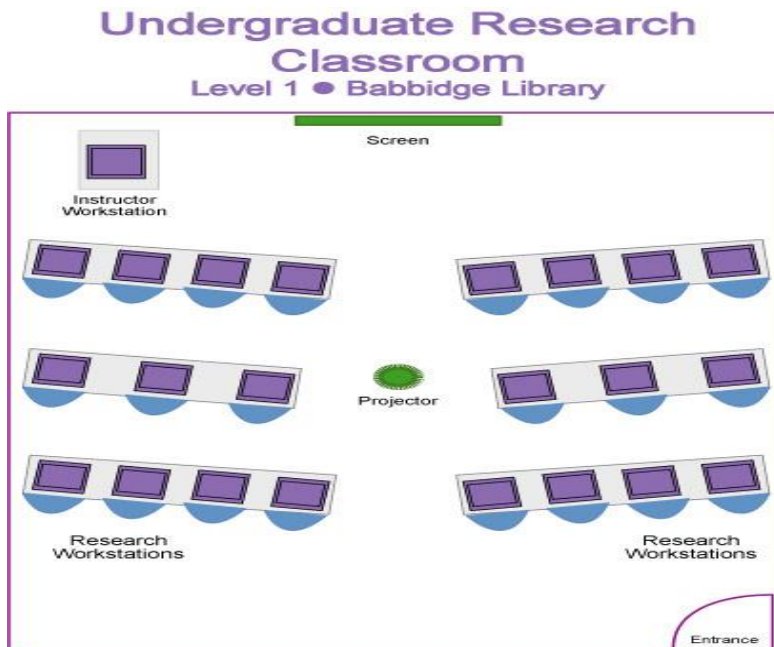 Undergraduate Research
Classroom
Level 1 ● Babbidge Library
Screen
Instructor
Workstation
Projector
Research
Workstations
Research
Workstations
Entrance